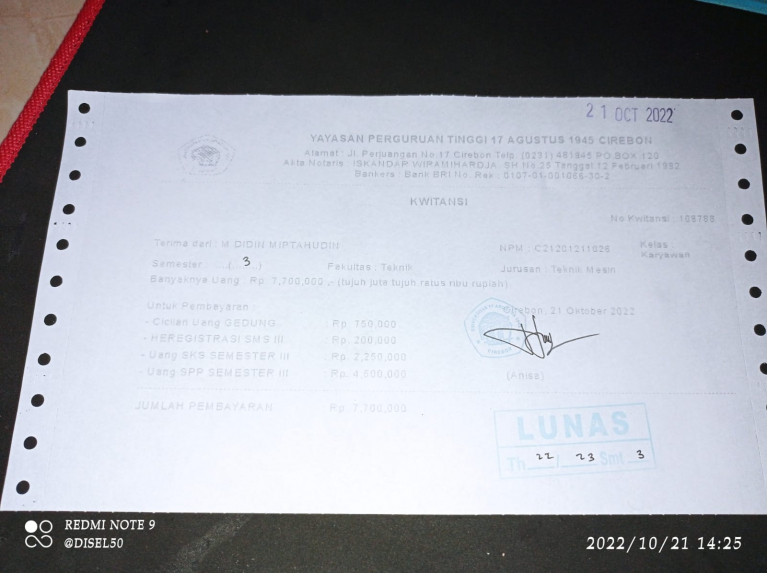 21 OCT 2022
YAYASAN PERGURUAN TINGGI 17 AGUSTUS 1945 CIREBON
Alamat : Jl. Perjuangan No 17 Cirebon Telp. (0231) 481945 PO BOX 120
Akta Notaris : ISKANDAR WIRAMIHARDJA, SH No 25 Tanggal 12 Pebruari 1982
Bankers : Bank BRI No. Rek : 0107-01-001066-30-2
KWITANSI
No Kwitansi : 108789
Terima dari : M DIDIN MIPTAHUDIN
NPM : C21201211026
Kelas : Karyawan
Semester : ....( 3 ..)
Fakultas : Teknik
Jurusan : Teknik Mesin
Banyaknya Uang : Rp. 7,700,000 ,- (tujuh juta tujuh ratus ribu rupiah)
Untuk Pembayaran
Cirebon, 21 Oktober 2022
- Cicilan Uang GEDUNG : Rp. 150,000
- HEREGISTRASI SMS III : Rp. 200,000
- Uang SKS SEMESTER III : Rp. 2,250,000
- Uang SPP SEMESTER III : Rp. 4,600,000
(Anisa)
JUMLAH PEMBAYARAN : Rp. 7,700,000
LUNAS
Th 22 / 23 Smt 3
REDMI NOTE 9
@DISEL50
2022/10/21 14:25